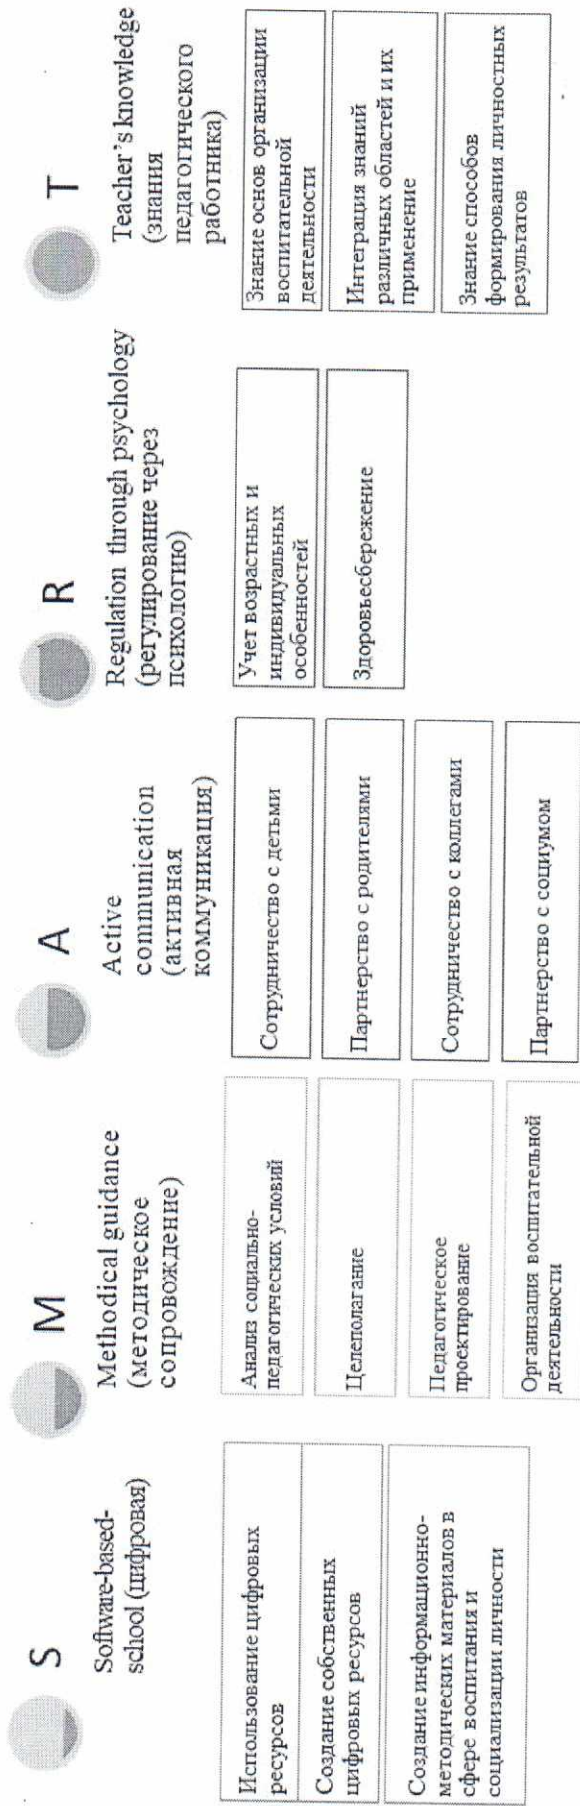 S
Software-based-
school (цифровая)
Использование цифровых
ресурсов
Создание собственных
цифровых ресурсов
Создание информационно-
методических материалов в
сфере воспитания и
социализации личности
M
Methodical guidance
(методическое
сопровождение)
Анализ социально-
педагогических условий
Целеполагание
Педагогическое
проектирование
Организация воспитательной
деятельности
A
Active
communication
(активная
коммуникация)
Сотрудничество с детьми
Партнерство с родителями
Сотрудничество с коллегами
Партнерство с социумом
R
Regulation through psychology
(регулирование через
психологию)
Учет возрастных и
индивидуальных
особенностей
Здоровьесбережение
T
Teacher's knowledge
(знания
педагогического
работника)
Знание основ организации
воспитательной
деятельности
Интеграция знаний
различных областей и их
применение
Знание способов
формирования личностных
результатов